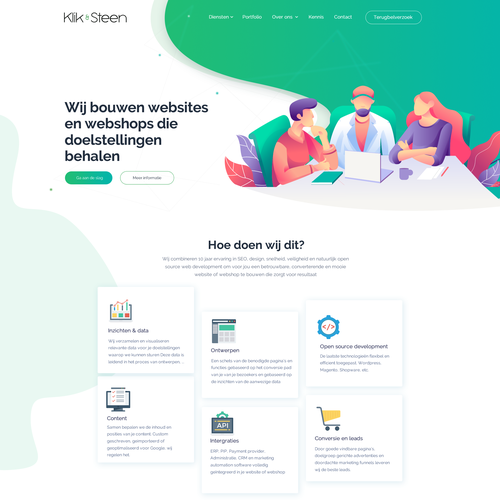 Klik & Steen
Diensten
Portfolio
Over ons
Kennis
Contact
Terugbelverzoek
Wij bouwen websites
en webshops die
doelstellingen
behalen
Ga aan de slag
Meer informatie
Hoe doen wij dit?
Wij combineren 10 jaar ervaring in SEO, design, snelheid, veiligheid en natuurlijk open
source web development om voor jou een betrouwbare, converterende en mooie
website of webshop te bouwen die zorgt voor resultaat
Inzichten & data
Wij verzamelen en visualiseren
relevante data voor je doelstellingen
waarop we kunnen sturen! Deze data is
leidend in het proces van ontwerpen...
Ontwerpen
Een schets van de benodigde pagina's en
functies gebaseerd op het conversie pad
van je van je bezoekers en gebaseerd op
de inzichten van de aanwezige data.
Open source development
De laatste technologieën flexibel en
efficiënt toegepast, Wordpress,
Magento, Shopware, etc.
Content
Samen bepalen we de inhoud en
posities van je content. Custom
geschreven, geïmporteerd of
geoptimaliseerd voor Google, wij
regelen het.
API
Intergraties
ERP, PIP, Payment provider,
Administratie, CRM en marketing
automation software volledig
geïntegreerd in je website of webshop.
Conversie en leads
Door goede vindbare pagina's,
doelgroep gerichte advertenties en
doordachte marketing funnels leveren
wij de beste leads.